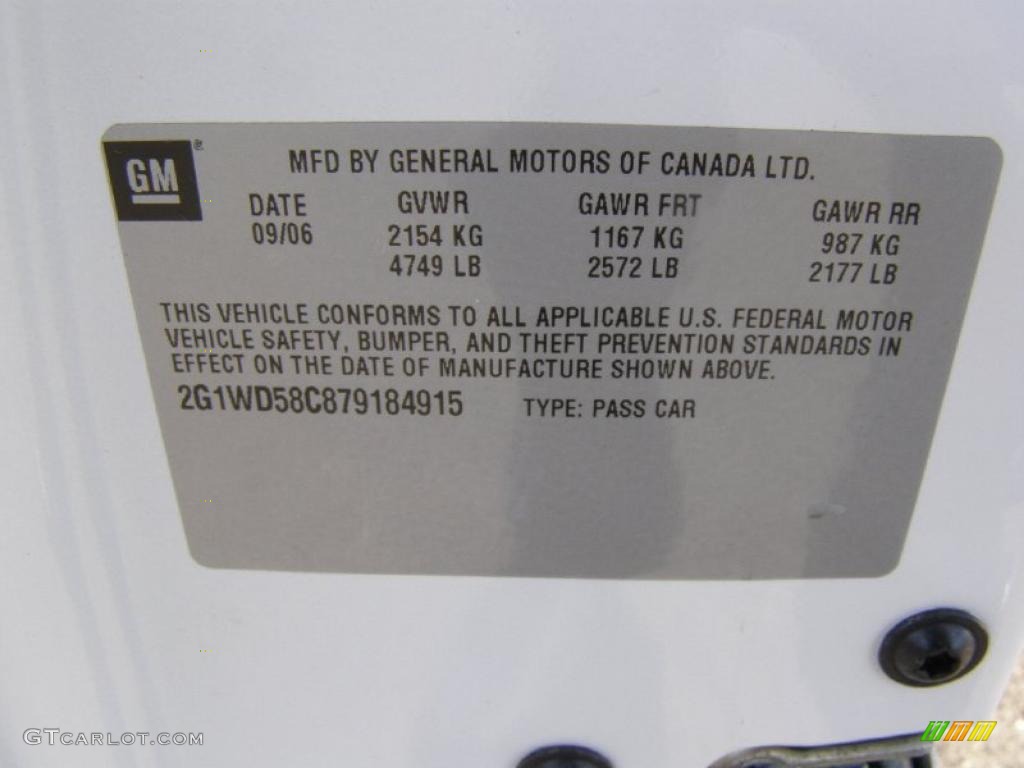 GM ®
MFD BY GENERAL MOTORS OF CANADA LTD.
DATE GVWR GAWR FRT GAWR RR
09/06 2154 KG 1167 KG 987 KG
4749 LB 2572 LB 2177 LB
THIS VEHICLE CONFORMS TO ALL APPLICABLE U.S. FEDERAL MOTOR
VEHICLE SAFETY, BUMPER, AND THEFT PREVENTION STANDARDS IN
EFFECT ON THE DATE OF MANUFACTURE SHOWN ABOVE.
2G1WD58C879184915 TYPE: PASS CAR
GTCARLOT.COM